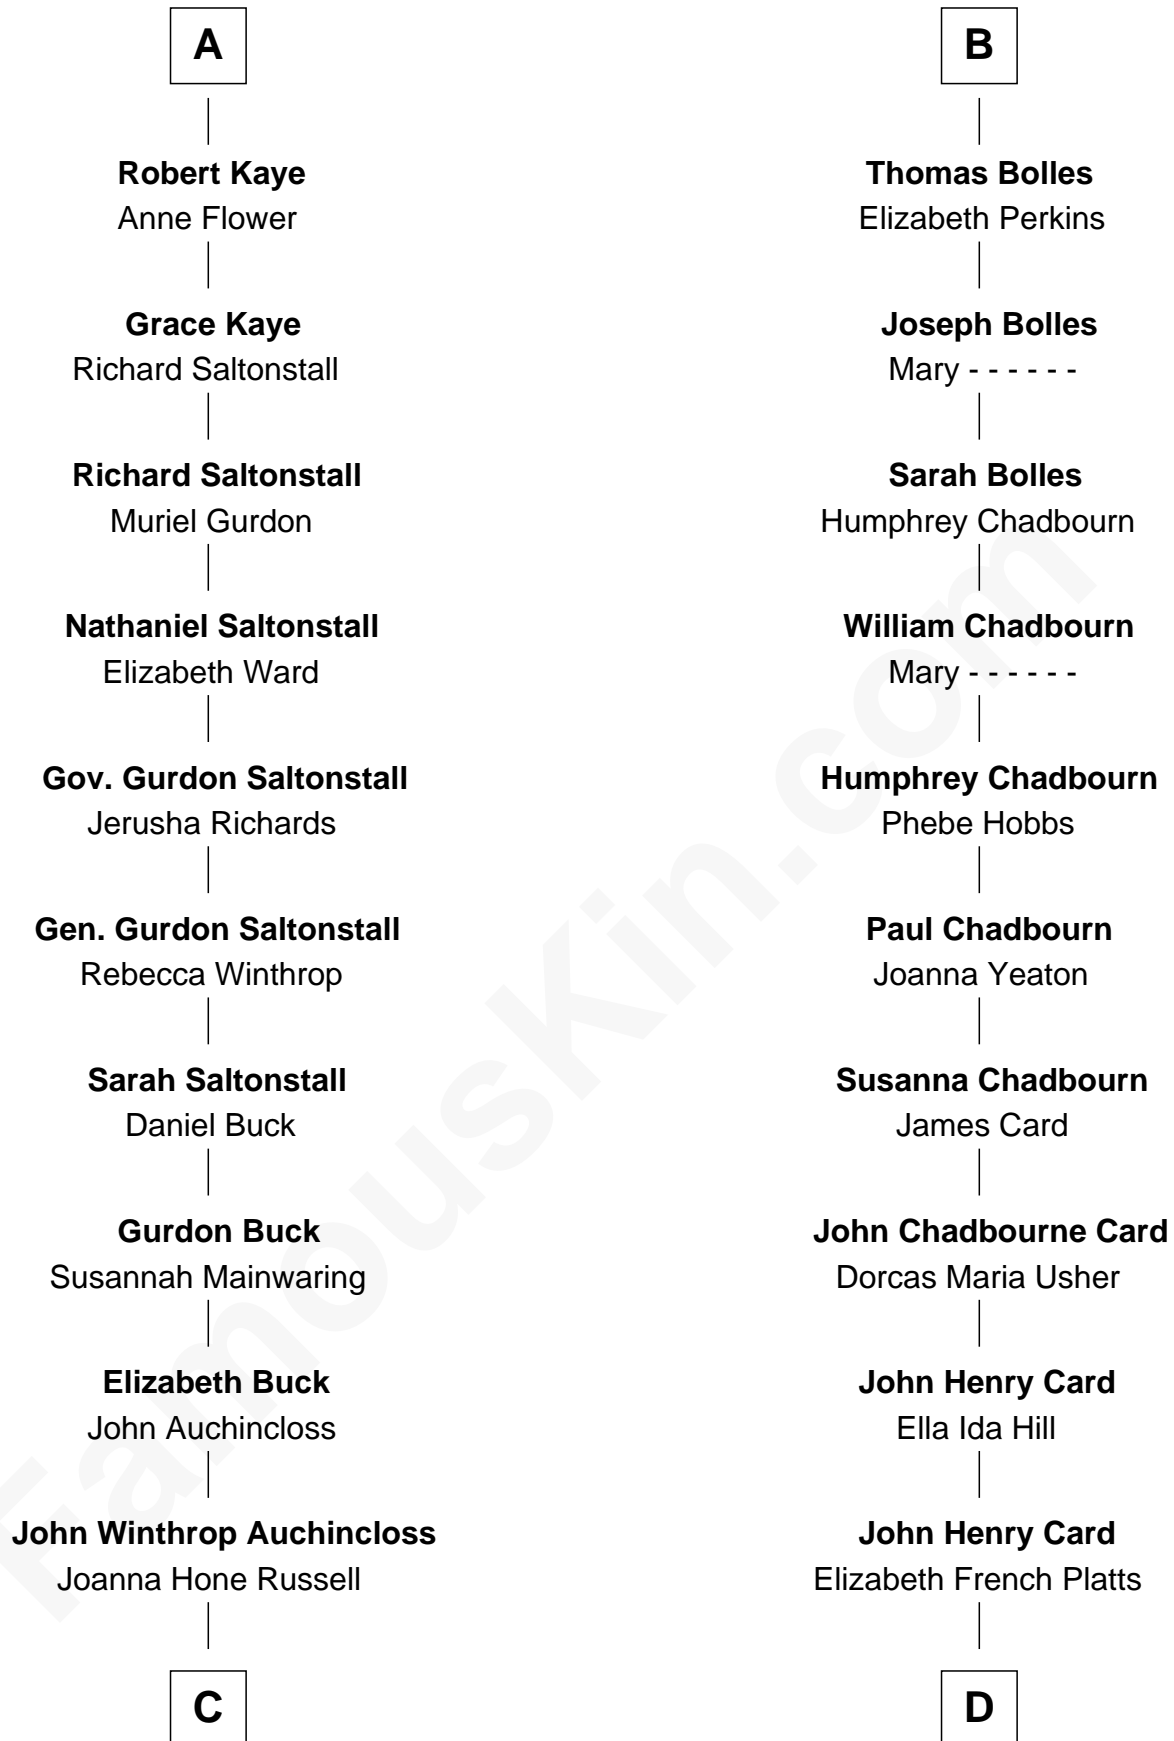 A
Robert Kaye
Anne Flower
Grace Kaye
Richard Saltonstall
Richard Saltonstall
Muriel Gurdon
Nathaniel Saltonstall
Elizabeth Ward
Gov. Gurdon Saltonstall
Jerusha Richards
Gen. Gurdon Saltonstall
Rebecca Winthrop
Sarah Saltonstall
Daniel Buck
Gurdon Buck
Susannah Mainwaring
Elizabeth Buck
John Auchincloss
John Winthrop Auchincloss
Joanna Hone Russell
C
B
Thomas Bolles
Elizabeth Perkins
Joseph Bolles
Mary - - - - - -
Sarah Bolles
Humphrey Chadbourn
William Chadbourn
Mary - - - - - -
Humphrey Chadbourn
Phebe Hobbs
Paul Chadbourn
Joanna Yeaton
Susanna Chadbourn
James Card
John Chadbourne Card
Dorcas Maria Usher
John Henry Card
Ella Ida Hill
John Henry Card
Elizabeth French Platts
D
FamousKin.com